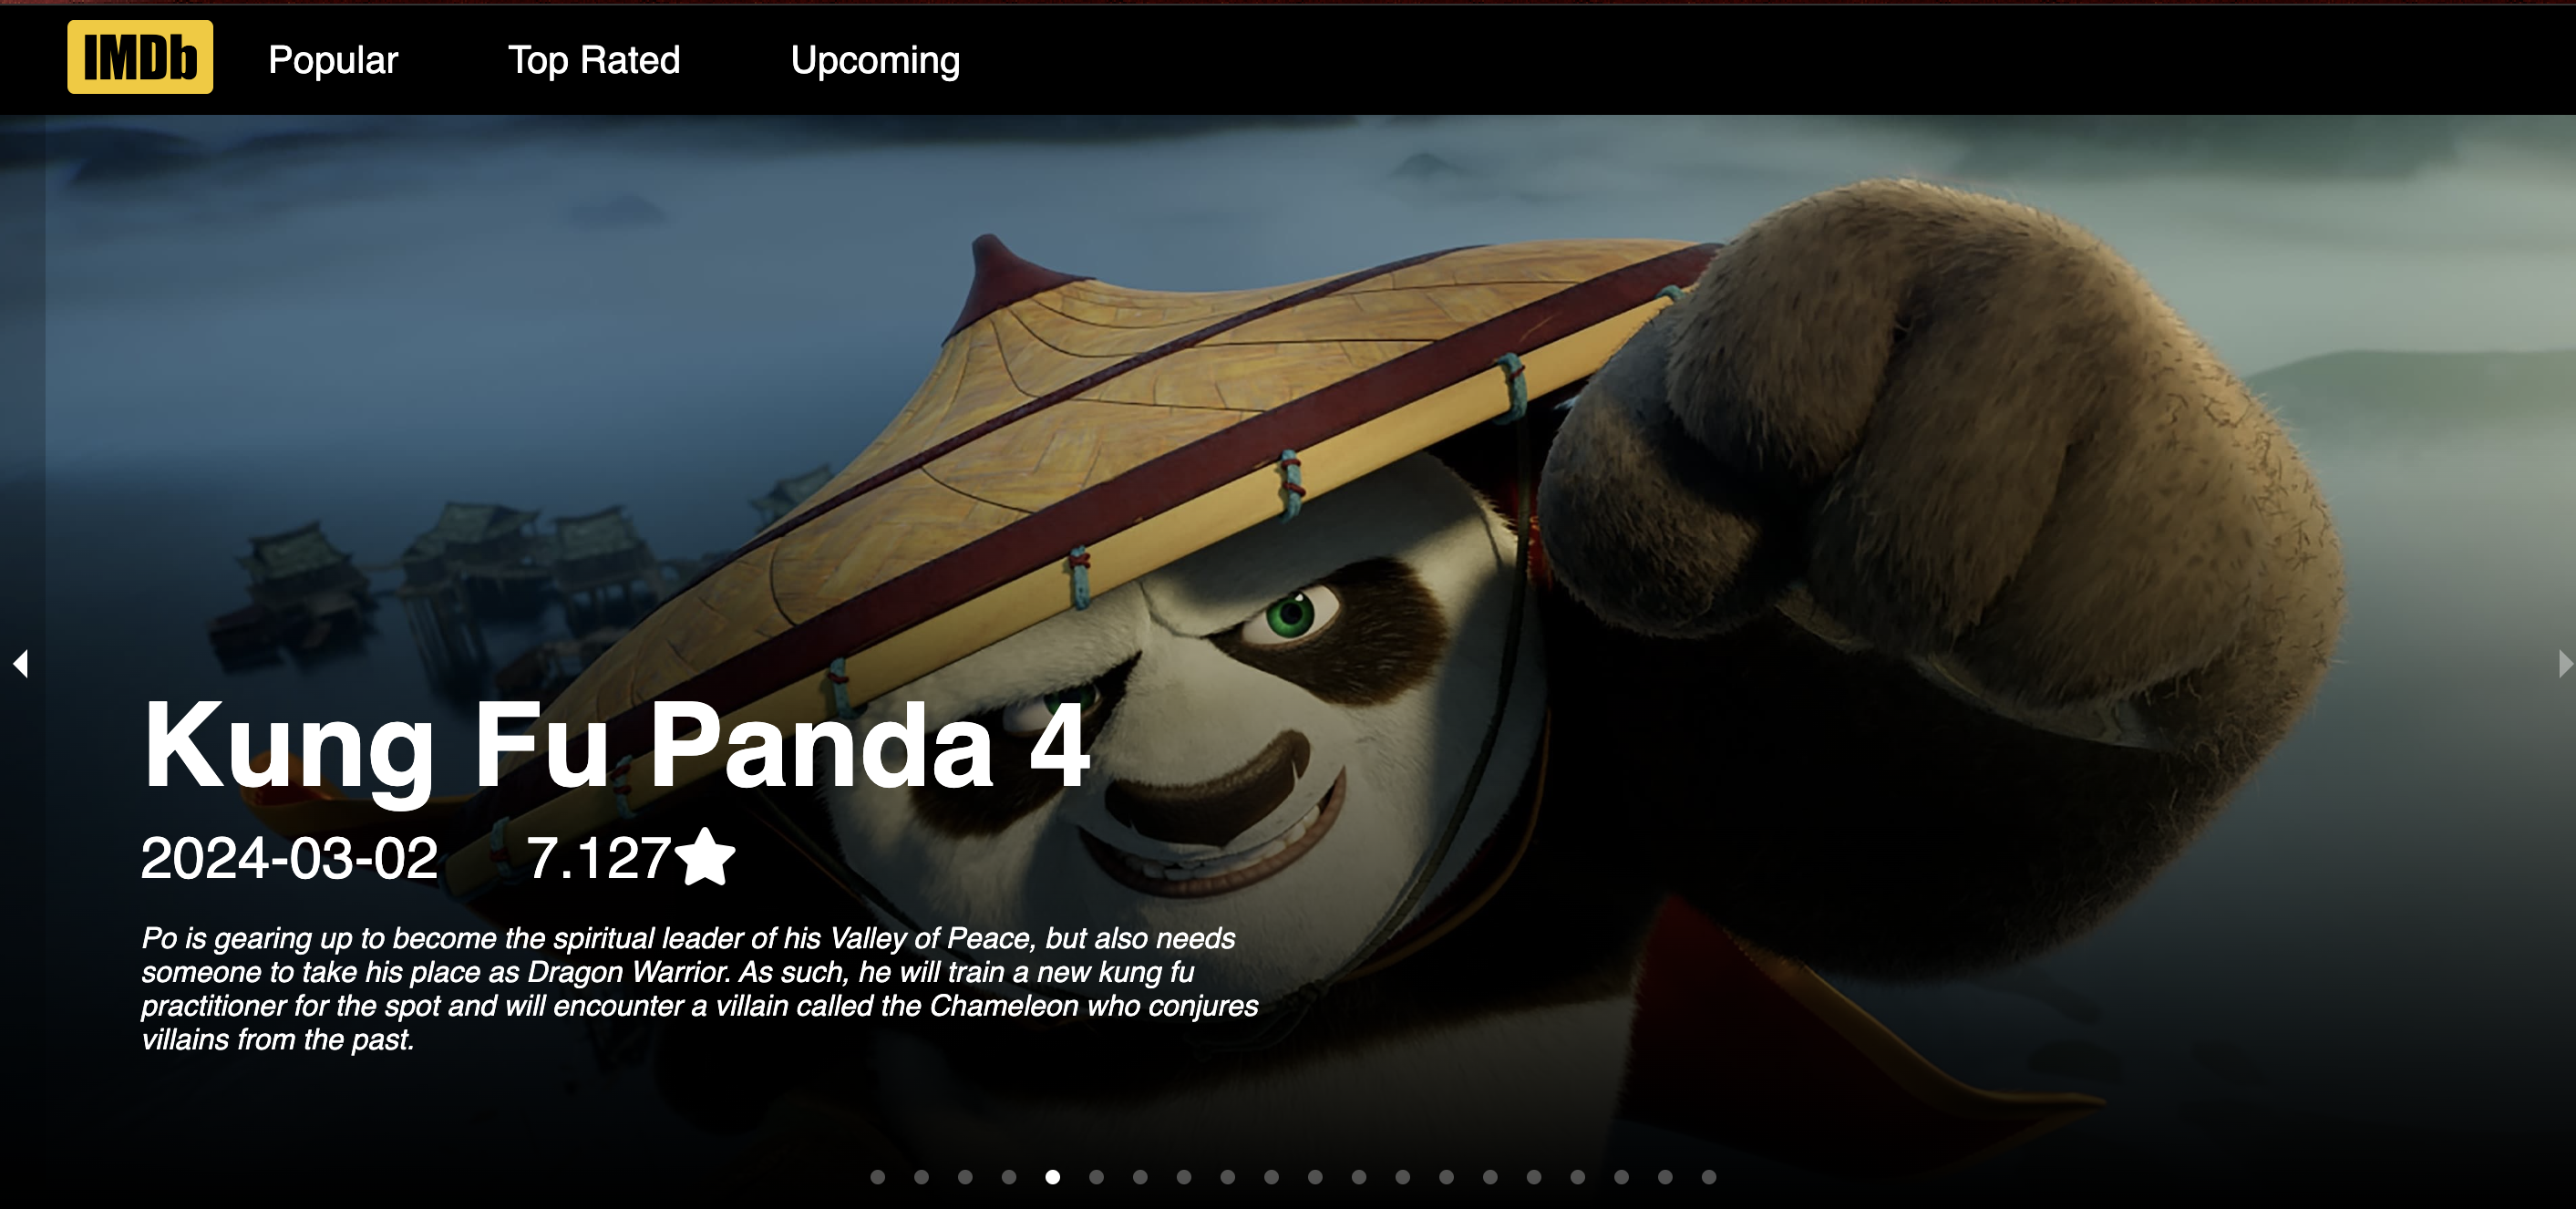 IMDb Popular Top Rated Upcoming
Kung Fu Panda 4
2024-03-02 7.127
Po is gearing up to become the spiritual leader of his Valley of Peace, but also needs
someone to take his place as Dragon Warrior. As such, he will train a new kung fu
practitioner for the spot and will encounter a villain called the Chameleon who conjures
villains from the past.